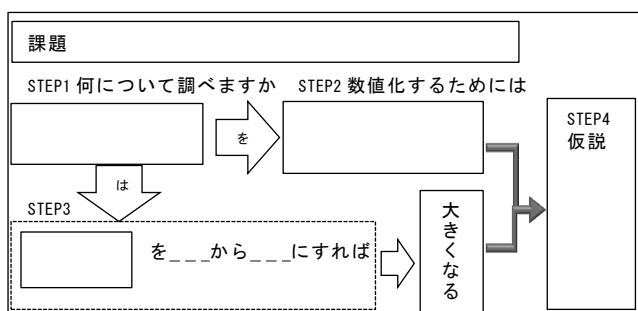 課題
STEP1 何について調べますか
STEP2 数値化するためには
を
STEP4
仮説
は
STEP3
を___から___にすれば
大きくなる